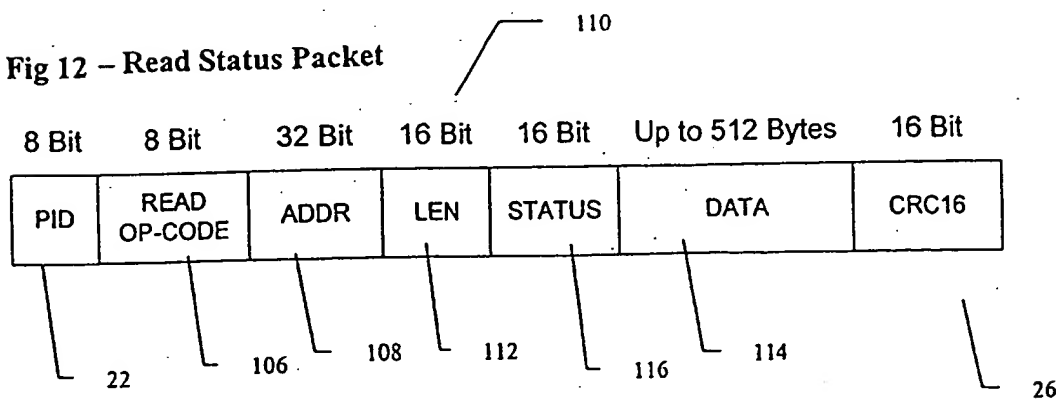 110
Fig 12 – Read Status Packet
8 Bit 8 Bit 32 Bit 16 Bit 16 Bit Up to 512 Bytes 16 Bit
PID READ OP-CODE ADDR LEN STATUS DATA CRC16
22 106 108 112 116 114 26